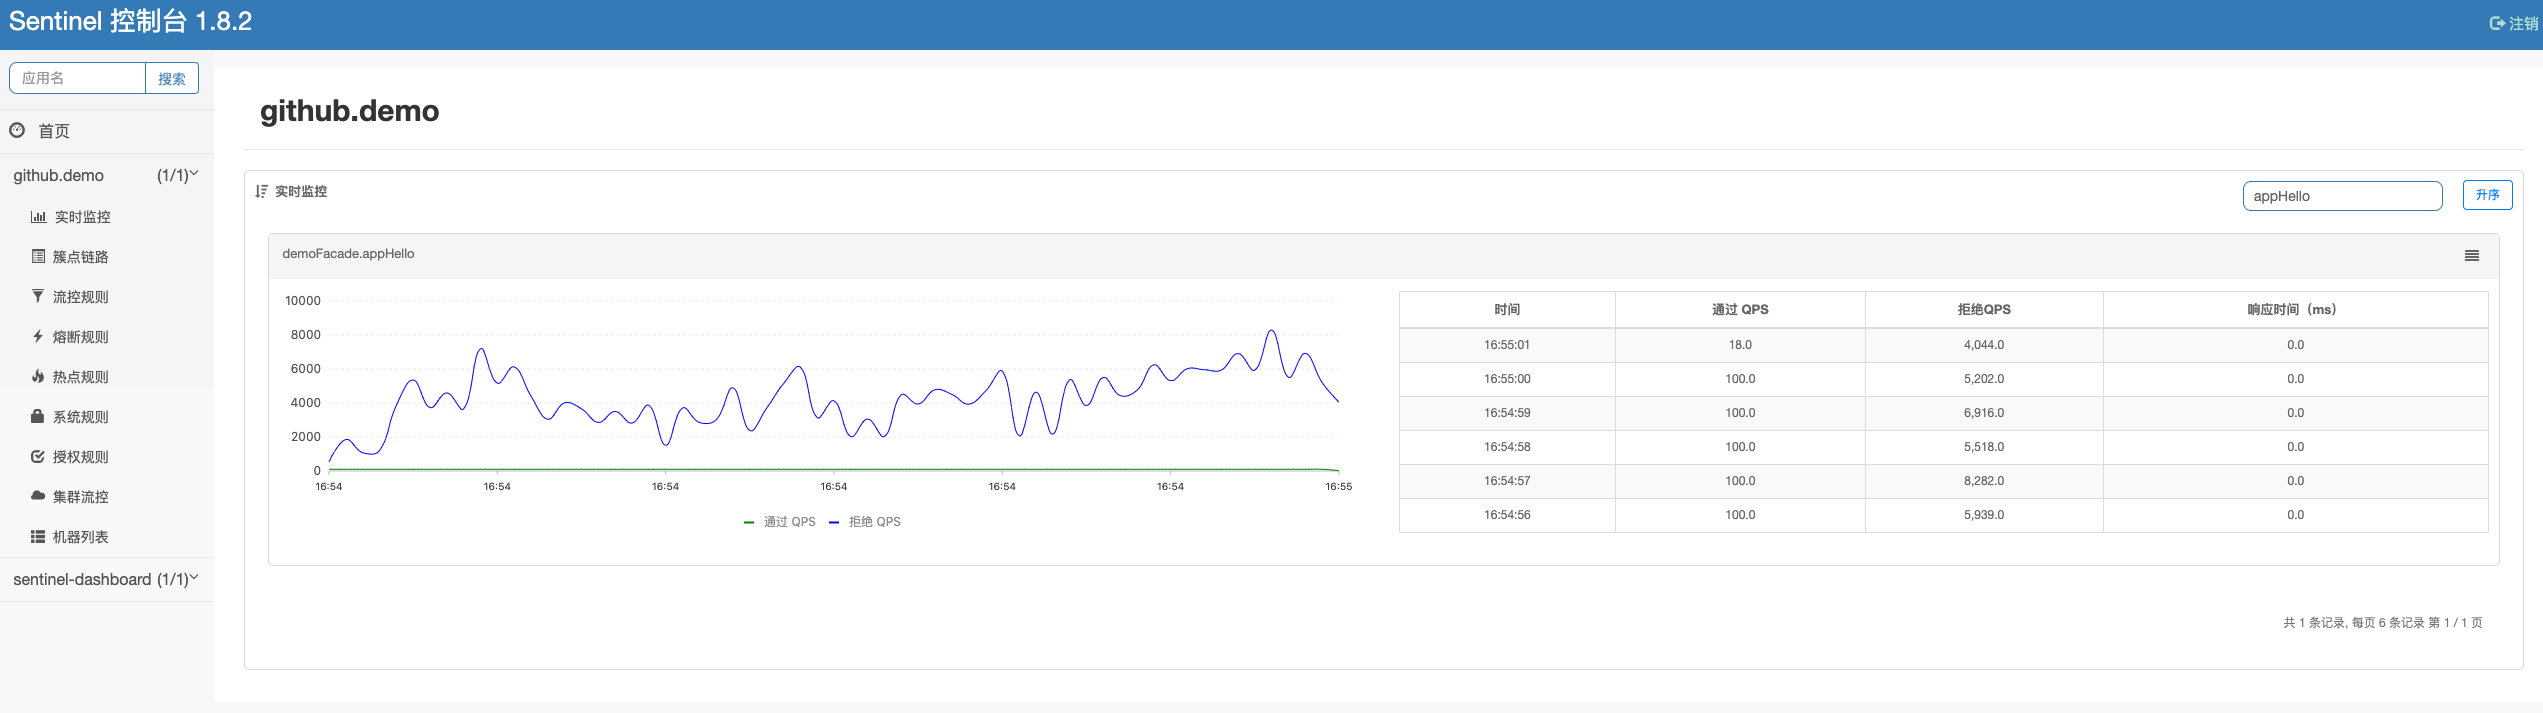 Sentinel 控制台 1.8.2
注销
应用名 搜索
首页
github.demo (1/1)
实时监控
簇点链路
流控规则
熔断规则
热点规则
系统规则
授权规则
集群流控
机器列表
sentinel-dashboard (1/1)
github.demo
实时监控
appHello 升序
demoFacade.appHello
10000
8000
6000
4000
2000
0
16:54 16:54 16:54 16:54 16:54 16:54 16:55
通过 QPS 拒绝 QPS
时间 通过 QPS 拒绝QPS 响应时间（ms）
16:55:01 18.0 4,044.0 0.0
16:55:00 100.0 5,202.0 0.0
16:54:59 100.0 6,916.0 0.0
16:54:58 100.0 5,518.0 0.0
16:54:57 100.0 8,282.0 0.0
16:54:56 100.0 5,939.0 0.0
共 1 条记录, 每页 6 条记录 第 1 / 1 页